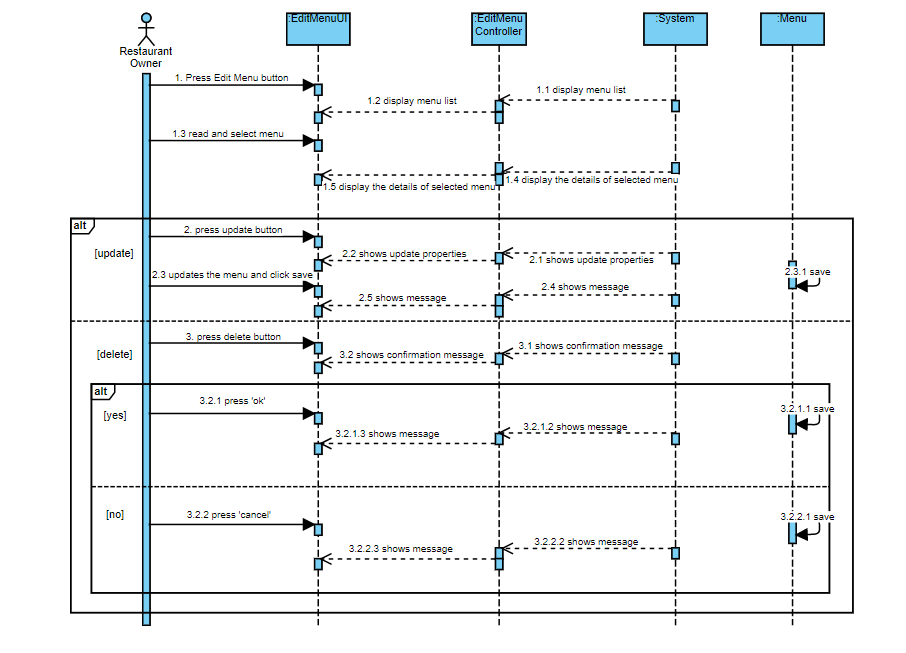 :EditMenuUI
:EditMenu
Controller
:System
:Menu
Restaurant
Owner
1. Press Edit Menu button
1.1 display menu list
1.2 display menu list
1.3 read and select menu
1.4 display the details of selected menu
1.5 display the details of selected menu
alt
[update]
2. press update button
2.2 shows update properties
2.1 shows update properties
2.3 updates the menu and click save
2.3.1 save
2.4 shows message
2.5 shows message
[delete]
3. press delete button
3.1 shows confirmation message
3.2 shows confirmation message
alt
[yes]
3.2.1 press 'ok'
3.2.1.1 save
3.2.1.2 shows message
3.2.1.3 shows message
[no]
3.2.2 press 'cancel'
3.2.2.1 save
3.2.2.2 shows message
3.2.2.3 shows message